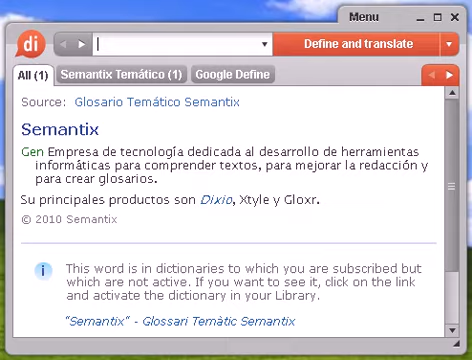 Menu
di
Define and translate
All (1)
Semantix Temático (1)
Google Define
Source: Glosario Temático Semantix
Semantix
Gen Empresa de tecnología dedicada al desarrollo de herramientas
informáticas para comprender textos, para mejorar la redacción y
para crear glosarios.
Su principales productos son Dixio, Xtyle y Gloxr.
© 2010 Semantix
i
This word is in dictionaries to which you are subscribed but
which are not active. If you want to see it, click on the link
and activate the dictionary in your Library.
"Semantix" - Glossari Temàtic Semantix